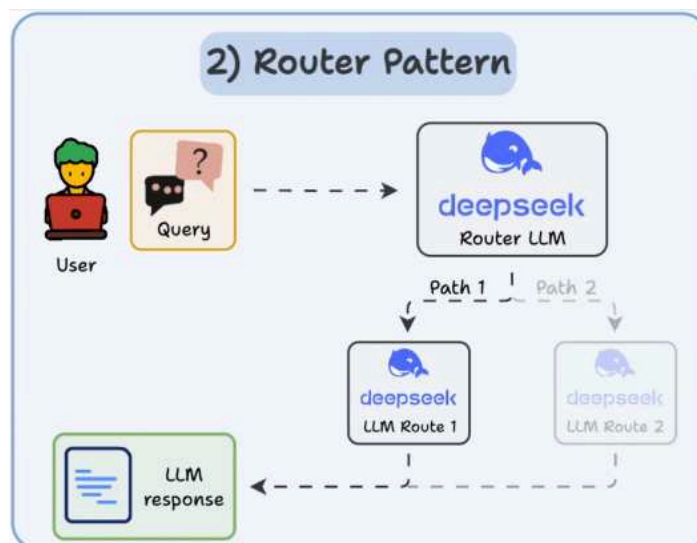 2) Router Pattern
?
Query
User
deepseek
Router LLM
Path 1
Path 2
deepseek
LLM Route 1
deepseek
LLM Route 2
LLM
response